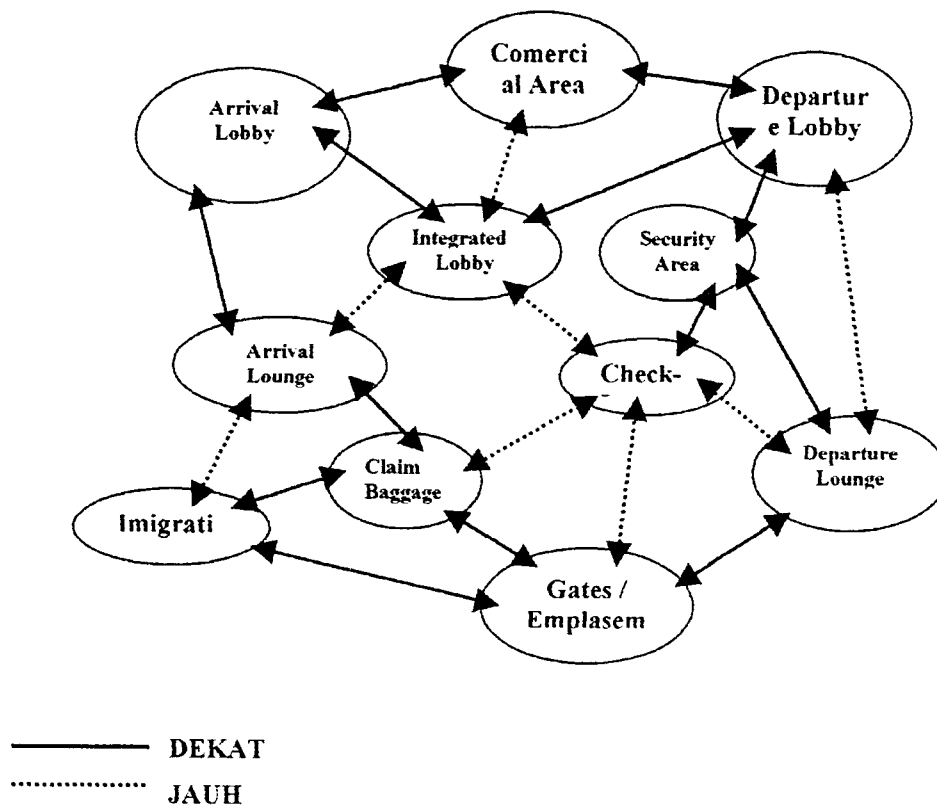 Comerci
al Area
Arrival
Lobby
Departur
e Lobby
Integrated
Lobby
Security
Area
Arrival
Lounge
Check-
Claim
Baggage
Departure
Lounge
Imigrati
Gates /
Emplasem
DEKAT
JAUH